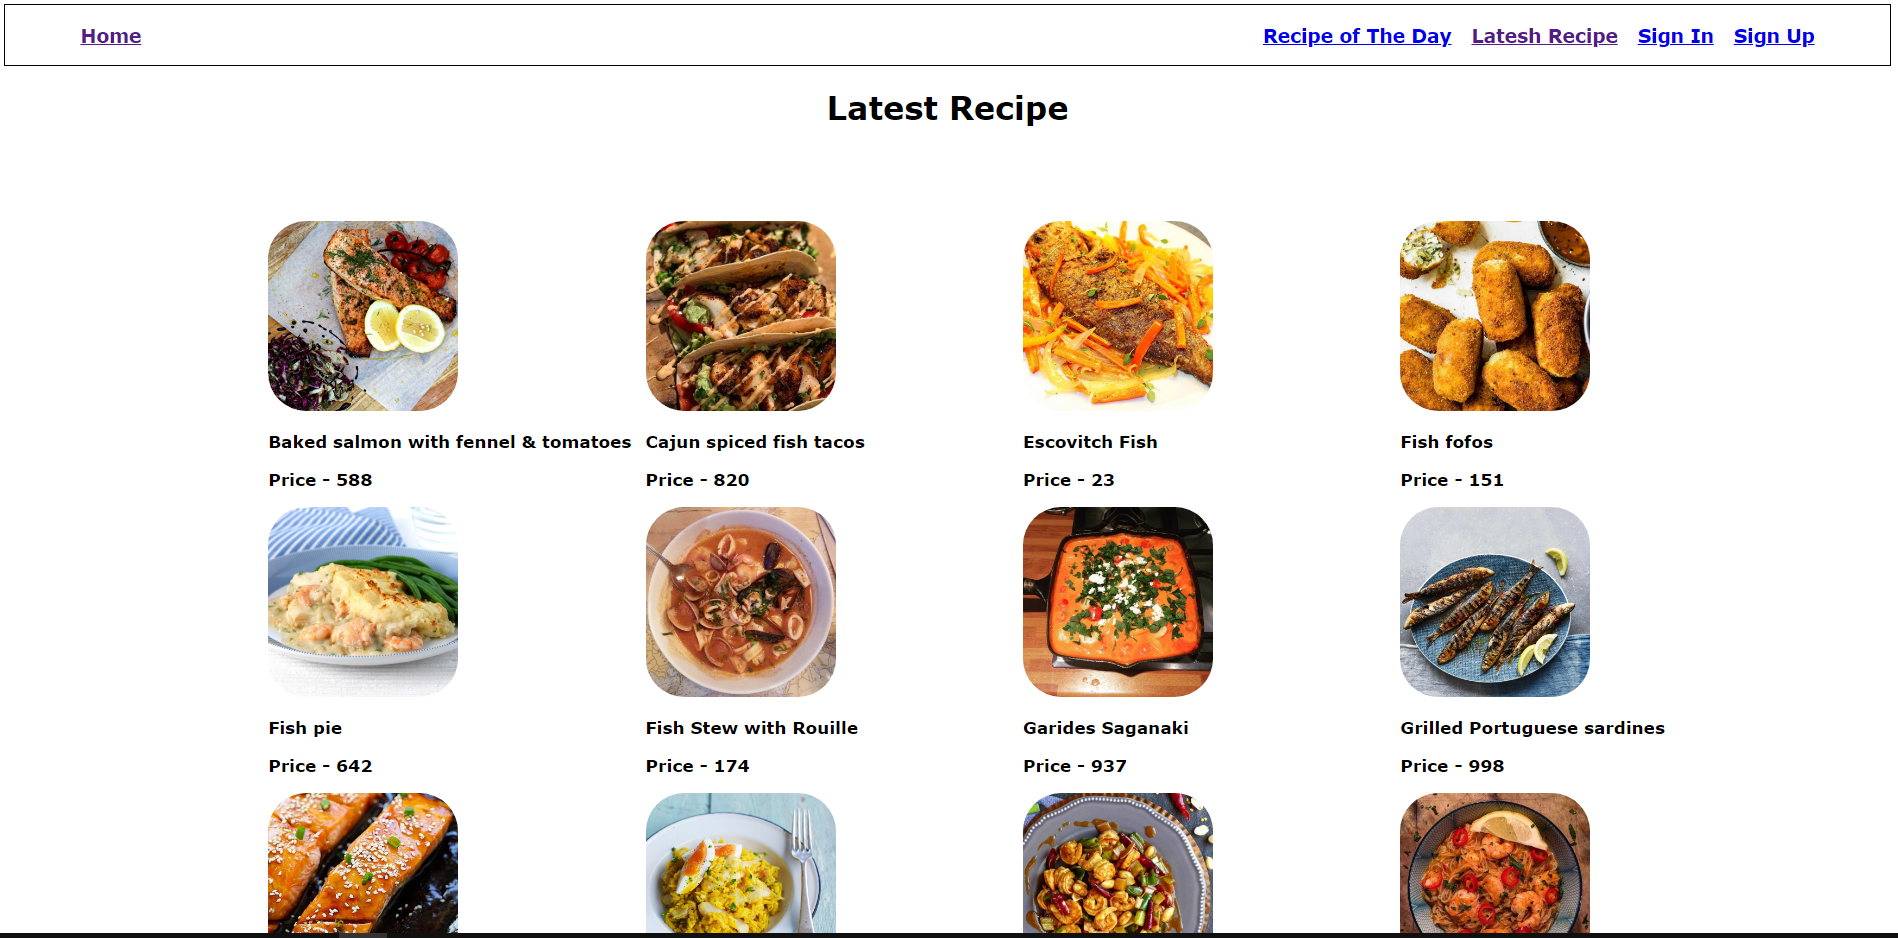 Home Recipe of The Day Latesh Recipe Sign In Sign Up
Latest Recipe
Baked salmon with fennel & tomatoes Cajun spiced fish tacos Escovitch Fish Fish fofos
Price - 588 Price - 820 Price - 23 Price - 151
Fish pie Fish Stew with Rouille Garides Saganaki Grilled Portuguese sardines
Price - 642 Price - 174 Price - 937 Price - 998